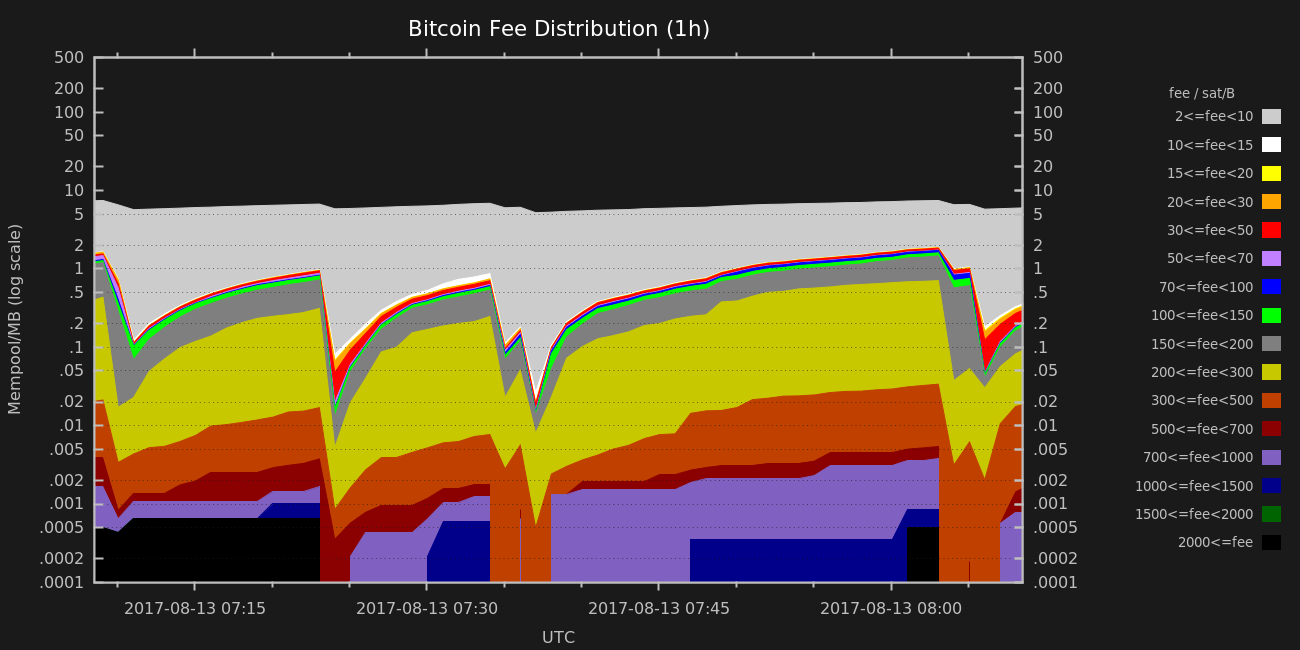 Bitcoin Fee Distribution (1h)
500
200
100
50
20
10
5
2
1
.5
.2
.1
.05
.02
.01
.005
.002
.001
.0005
.0002
.0001
Mempool/MB (log scale)
500
200
100
50
20
10
5
2
1
.5
.2
.1
.05
.02
.01
.005
.002
.001
.0005
.0002
.0001
2017-08-13 07:15
2017-08-13 07:30
2017-08-13 07:45
2017-08-13 08:00
UTC
fee / sat/B
2<=fee<10
10<=fee<15
15<=fee<20
20<=fee<30
30<=fee<50
50<=fee<70
70<=fee<100
100<=fee<150
150<=fee<200
200<=fee<300
300<=fee<500
500<=fee<700
700<=fee<1000
1000<=fee<1500
1500<=fee<2000
2000<=fee